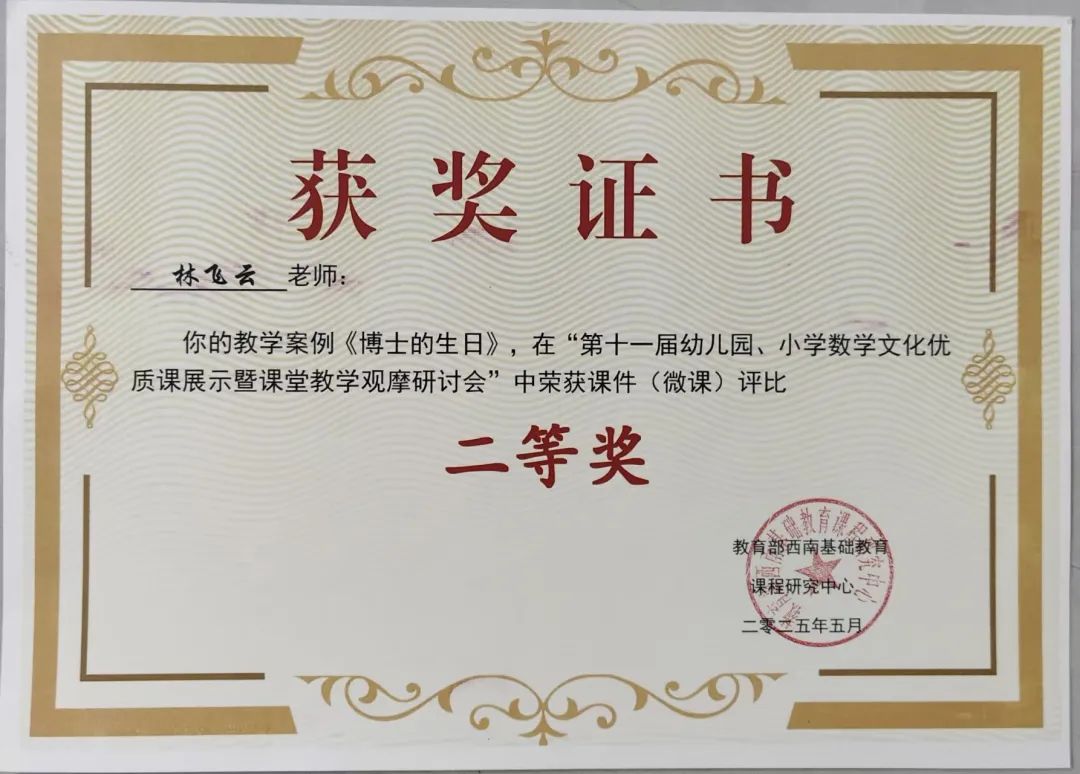 获奖证书
林飞云 老师：
你的教学案例《博士的生日》，在“第十一届幼儿园、小学数学文化优
质课展示暨课堂教学观摩研讨会”中荣获课件（微课）评比
二等奖
教育部西南基础教育
课程研究中心
二零二五年五月